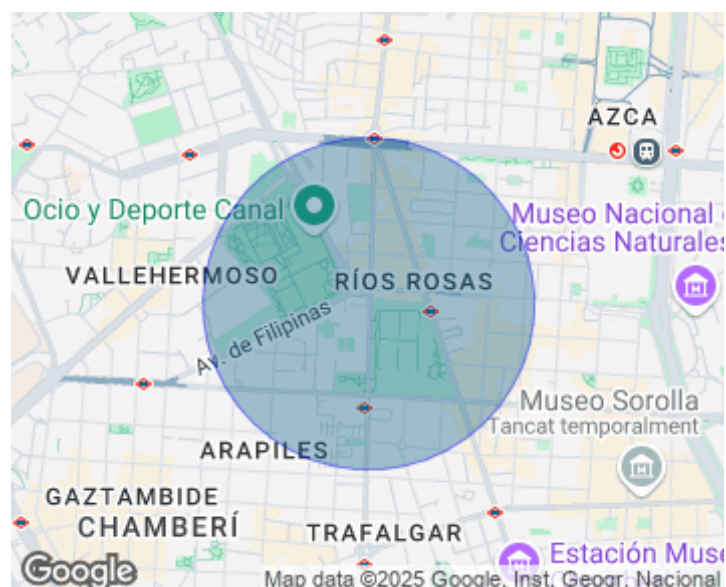 AZCA
Ocio y Deporte Canal
Museo Nacional
Ciencias Naturales
VALLEHERMOSO
RÍOS ROSAS
Av. de Filipinas
Museo Sorolla
Tancat temporalment
ARAPILES
GAZTAMBIDE
CHAMBERÍ
TRAFALGAR
Estación Muse
Google
Map data ©2025 Google, Inst. Geogr. Nacional